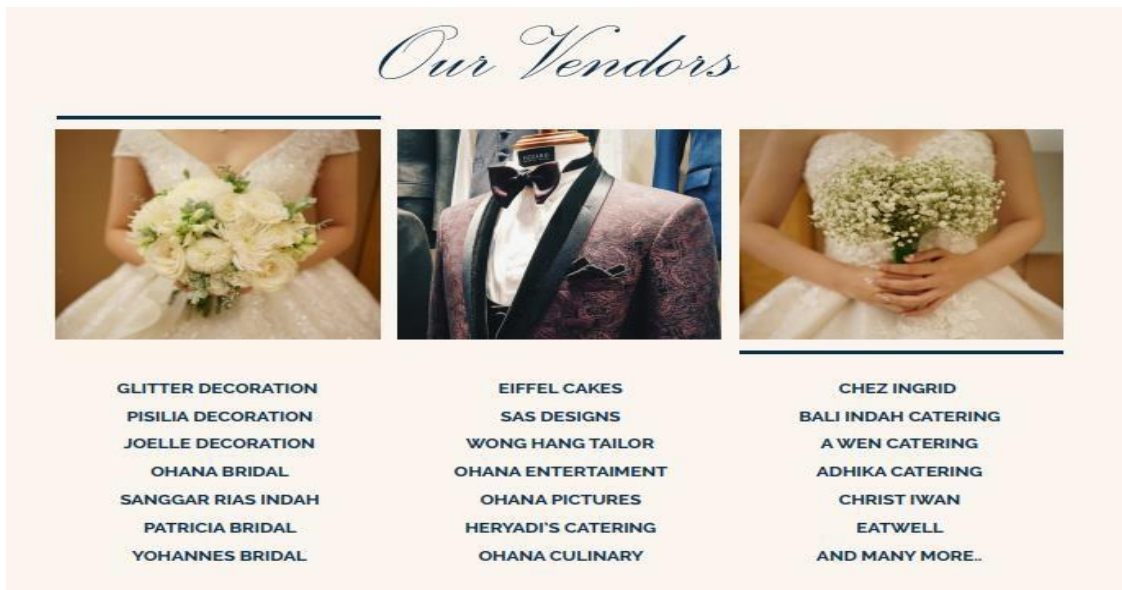 Our Vendors
GLITTER DECORATION
PISILIA DECORATION
JOELLE DECORATION
OHANA BRIDAL
SANGGAR RIAS INDAH
PATRICIA BRIDAL
YOHANNES BRIDAL
EIFFEL CAKES
SAS DESIGNS
WONG HANG TAILOR
OHANA ENTERTAIMENT
OHANA PICTURES
HERYADI'S CATERING
OHANA CULINARY
CHEZ INGRID
BALI INDAH CATERING
A WEN CATERING
ADHIKA CATERING
CHRIST IWAN
EATWELL
AND MANY MORE..